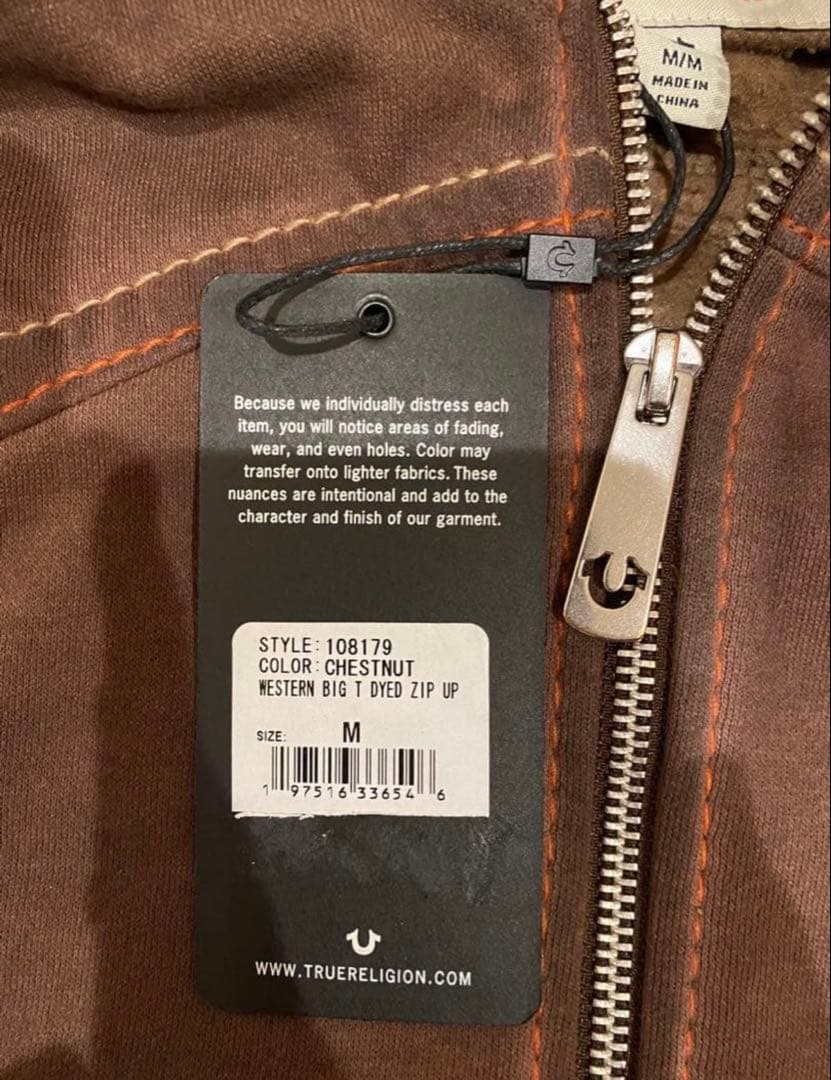 M/M
MADE IN
CHINA
Because we individually distress each
item, you will notice areas of fading,
wear, and even holes. Color may
transfer onto lighter fabrics. These
nuances are intentional and add to the
character and finish of our garment.
STYLE: 108179
COLOR: CHESTNUT
WESTERN BIG T DYED ZIP UP
SIZE: M
1 97516 33654 6
WWW.TRUERELIGION.COM